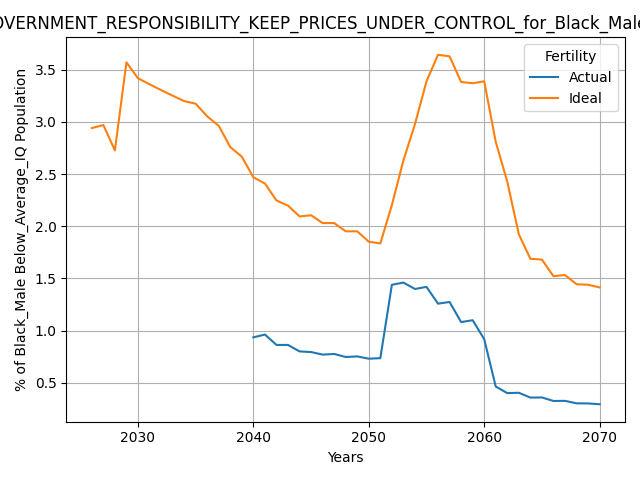 OVERNMENT_RESPONSIBILITY_KEEP_PRICES_UNDER_CONTROL_for_Black_Male
Fertility
Actual
Ideal
% of Black_Male Below_Average_IQ Population
3.5
3.0
2.5
2.0
1.5
1.0
0.5
2030 2040 2050 2060 2070
Years